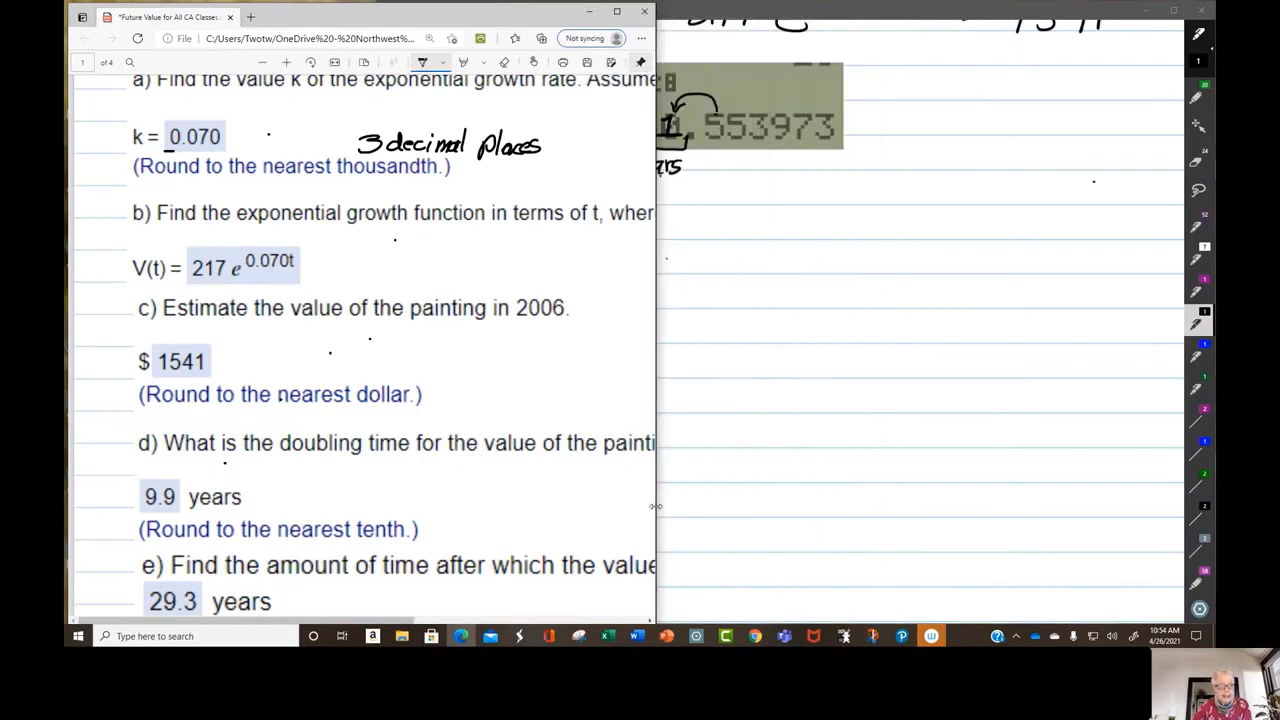 *Future Value for All CA Classes.
File C:/Users/Twotw/OneDrive%20-%20Northwest%... Not syncing
1 of 4
a) Find the value k of the exponential growth rate. Assume
k = 0.070 3 decimal places
(Round to the nearest thousandth.)
b) Find the exponential growth function in terms of t, wher
V(t) = 217 e 0.070t
c) Estimate the value of the painting in 2006.
$ 1541
(Round to the nearest dollar.)
d) What is the doubling time for the value of the painti
9.9 years
(Round to the nearest tenth.)
e) Find the amount of time after which the value
29.3 years
.553973
1
Type here to search
10:54 AM
4/26/2021